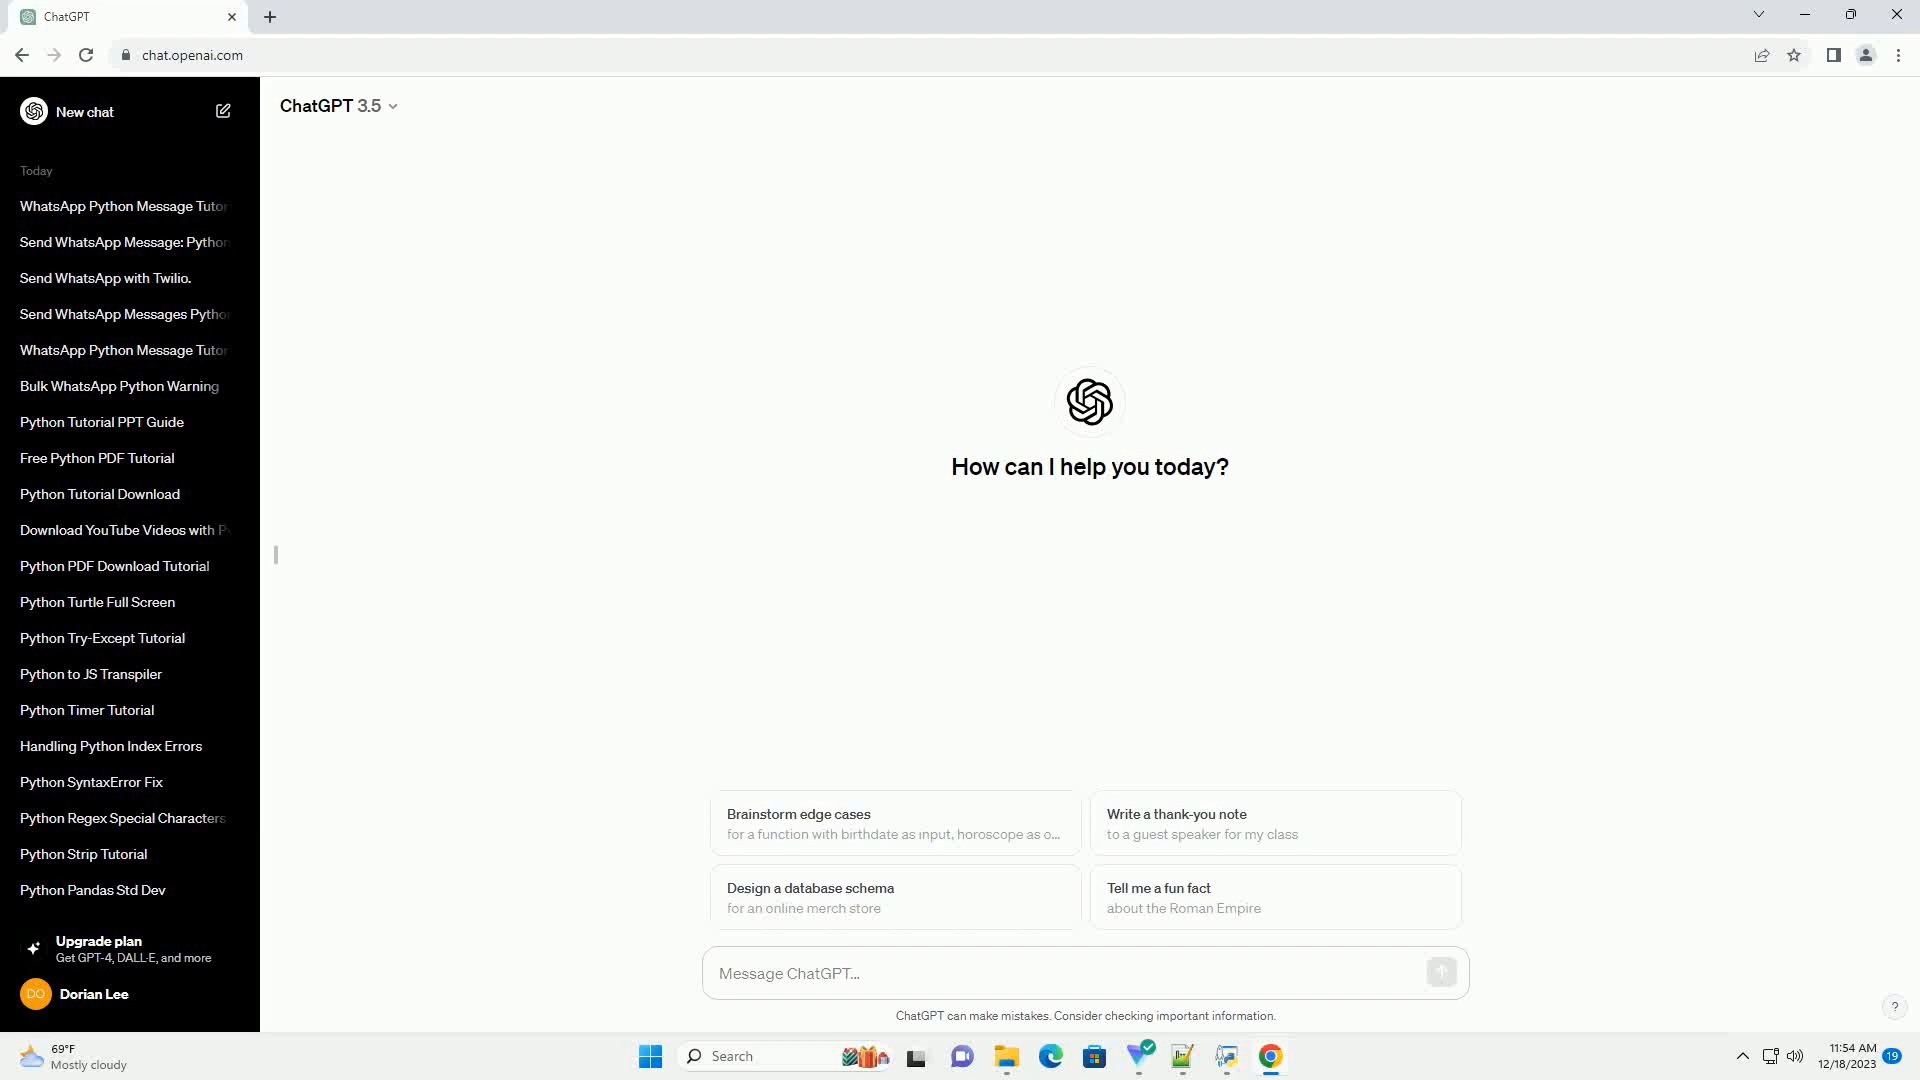 ChatGPT
chat.openai.com
New chat
ChatGPT 3.5
Today
WhatsApp Python Message Tutor
Send WhatsApp Message: Python
Send WhatsApp with Twilio.
Send WhatsApp Messages Python
WhatsApp Python Message Tutor
Bulk WhatsApp Python Warning
Python Tutorial PPT Guide
Free Python PDF Tutorial
Python Tutorial Download
Download YouTube Videos with P
Python PDF Download Tutorial
Python Turtle Full Screen
Python Try-Except Tutorial
Python to JS Transpiler
Python Timer Tutorial
Handling Python Index Errors
Python SyntaxError Fix
Python Regex Special Characters
Python Strip Tutorial
Python Pandas Std Dev
Upgrade plan
Get GPT-4, DALL·E, and more
DO
Dorian Lee
How can I help you today?
Brainstorm edge cases
for a function with birthdate as input, horoscope as o...
Write a thank-you note
to a guest speaker for my class
Design a database schema
for an online merch store
Tell me a fun fact
about the Roman Empire
Message ChatGPT...
ChatGPT can make mistakes. Consider checking important information.
?
69°F
Mostly cloudy
Search
11:54 AM
12/18/2023
19